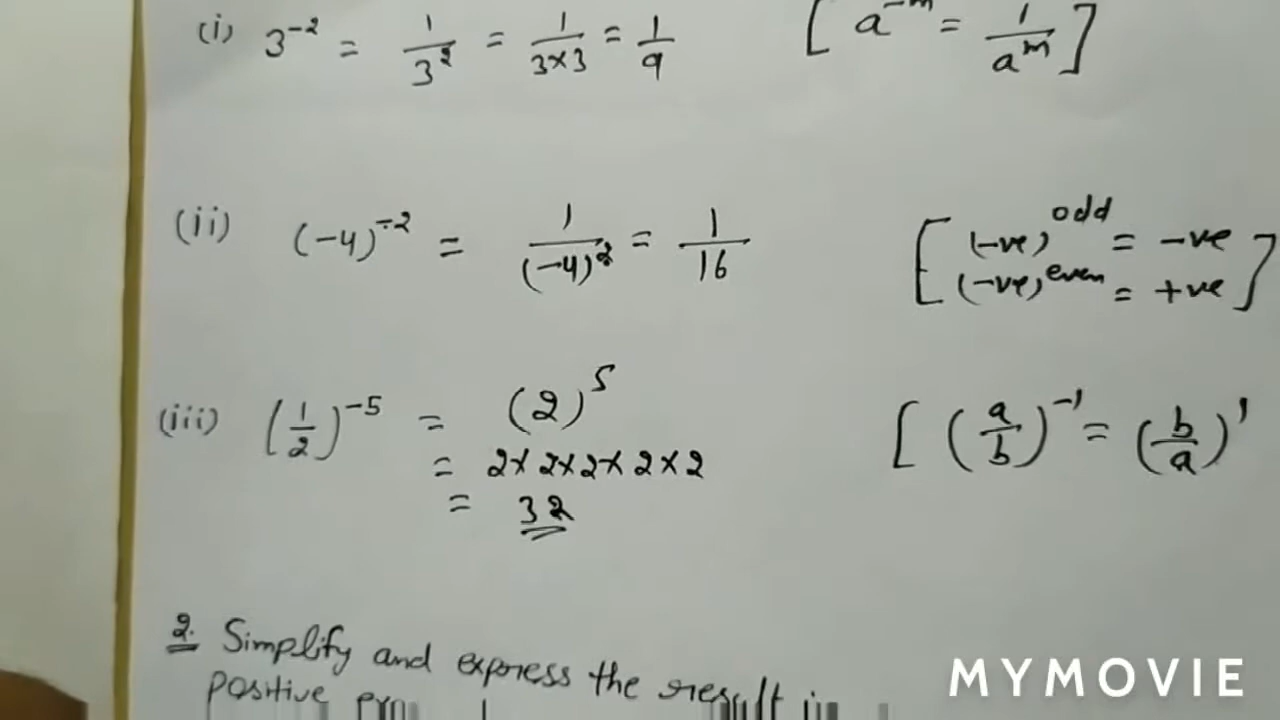 (i) 3⁻² = 1/3² = 1/3×3 = 1/9 [a⁻ᵐ = 1/aᵐ]
(ii) (-4)⁻² = 1/(-4)² = 1/16 [(-ve)^odd = -ve
(-ve)^even = +ve]
(iii) (1/2)⁻⁵ = (2)⁵ [(a/b)⁻¹ = (b/a)¹
= 2×2×2×2×2
= 32
2. Simplify and express the result in
positive
MYMOVIE